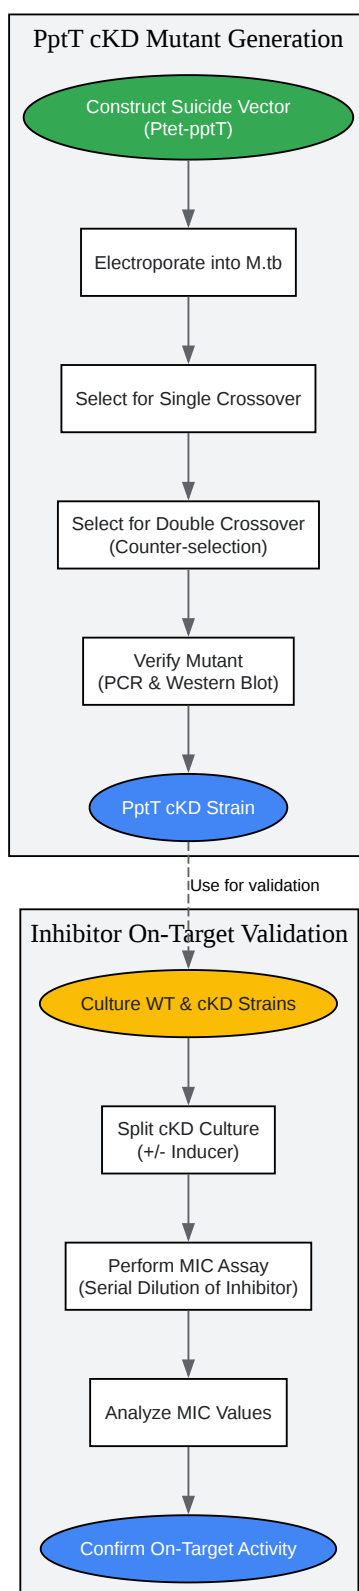 PptT cKD Mutant Generation
Construct Suicide Vector
(Ptet-pptT)
Electroporate into M.tb
Select for Single Crossover
Select for Double Crossover
(Counter-selection)
Verify Mutant
(PCR & Western Blot)
PptT cKD Strain
Use for validation
Inhibitor On-Target Validation
Culture WT & cKD Strains
Split cKD Culture
(+/- Inducer)
Perform MIC Assay
(Serial Dilution of Inhibitor)
Analyze MIC Values
Confirm On-Target Activity